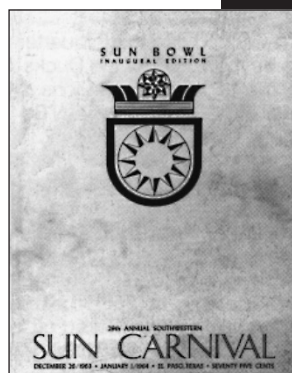 SUN BOWL
INAUGURAL EDITION
29th ANNUAL SOUTHWESTERN
SUN CARNIVAL
DECEMBER 28/1963 • JANUARY 1/1964 • EL PASO, TEXAS • SEVENTY FIVE CENTS